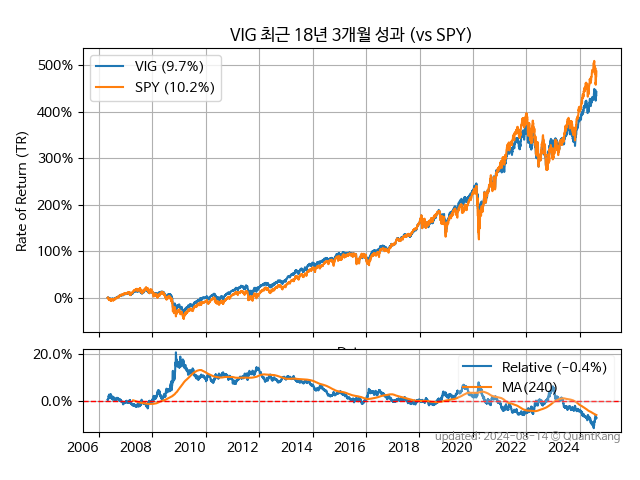 VIG 최근 18년 3개월 성과 (vs SPY)
VIG (9.7%)
SPY (10.2%)
Rate of Return (TR)
500%
400%
300%
200%
100%
0%
20.0%
0.0%
Relative (−0.4%)
MA(240)
2006
2008
2010
2012
2014
2016
2018
2020
2022
2024
updated: 2024-08-14 © QuantKang